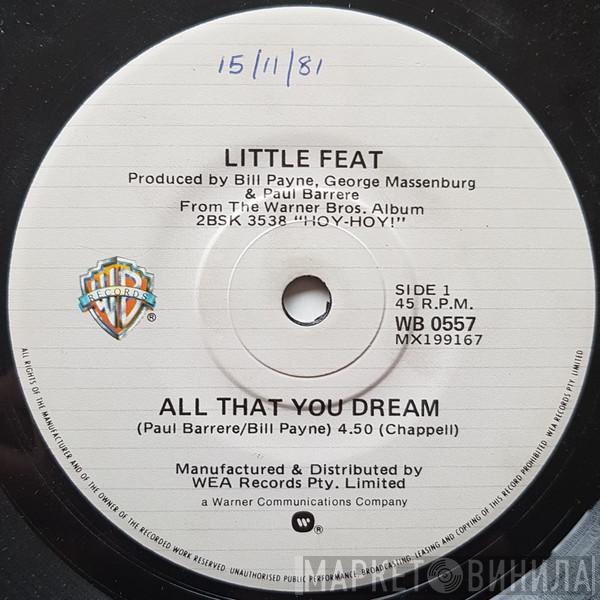 15/11/81
LITTLE FEAT
Produced by Bill Payne, George Massenburg
& Paul Barrere
From The Warner Bros. Album
2BSK 3538 "HOY-HOY!"
WB
RECORDS
®
SIDE 1
45 R.P.M.
WB 0557
MX199167
ALL THAT YOU DREAM
(Paul Barrere/Bill Payne) 4.50 (Chappell)
Manufactured & Distributed by
WEA Records Pty. Limited
a Warner Communications Company
®
ALL RIGHTS OF THE MANUFACTURER AND OF THE OWNER OF THE RECORDED WORK RESERVED. UNAUTHORISED PUBLIC PERFORMANCE, BROADCASTING, LEASING AND COPYING OF THIS RECORD PROHIBITED. WEA RECORDS PTY. LIMITED
МАРКЕТ ВИНИЛА